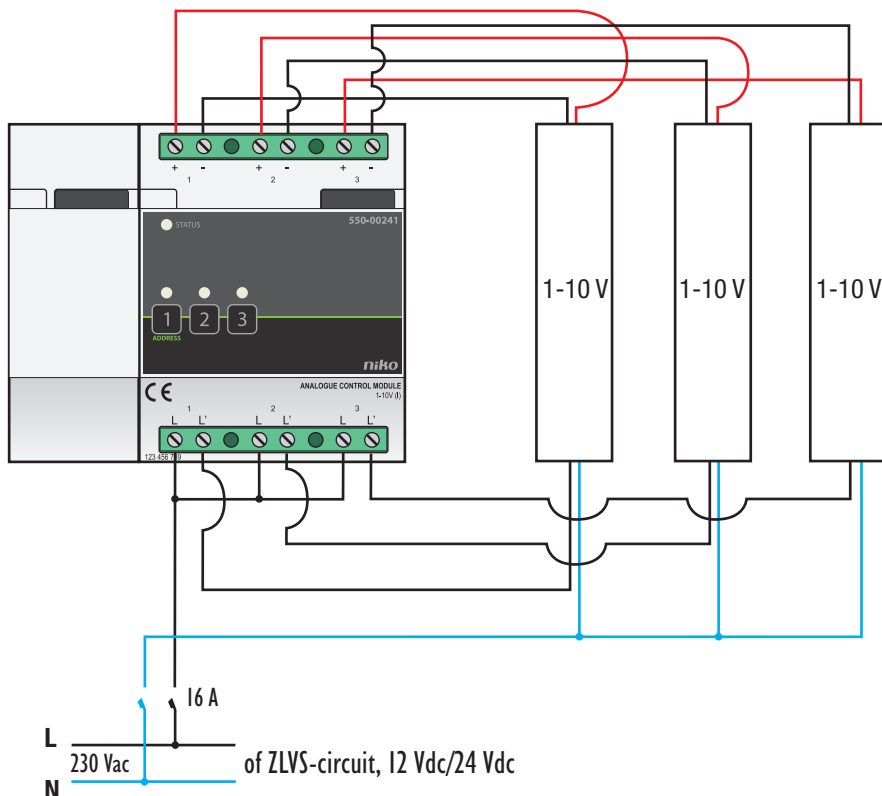 + - + - + -
1 2 3
STATUS 550-00241
1-10 V 1-10 V 1-10 V
1 2 3
ADDRESS
niko
CE ANALOGUE CONTROL MODULE
1-10V (I)
1 2 3
L L' L L' L L'
123 456 789
16 A
L
230 Vac of ZLVS-circuit, 12 Vdc/24 Vdc
N